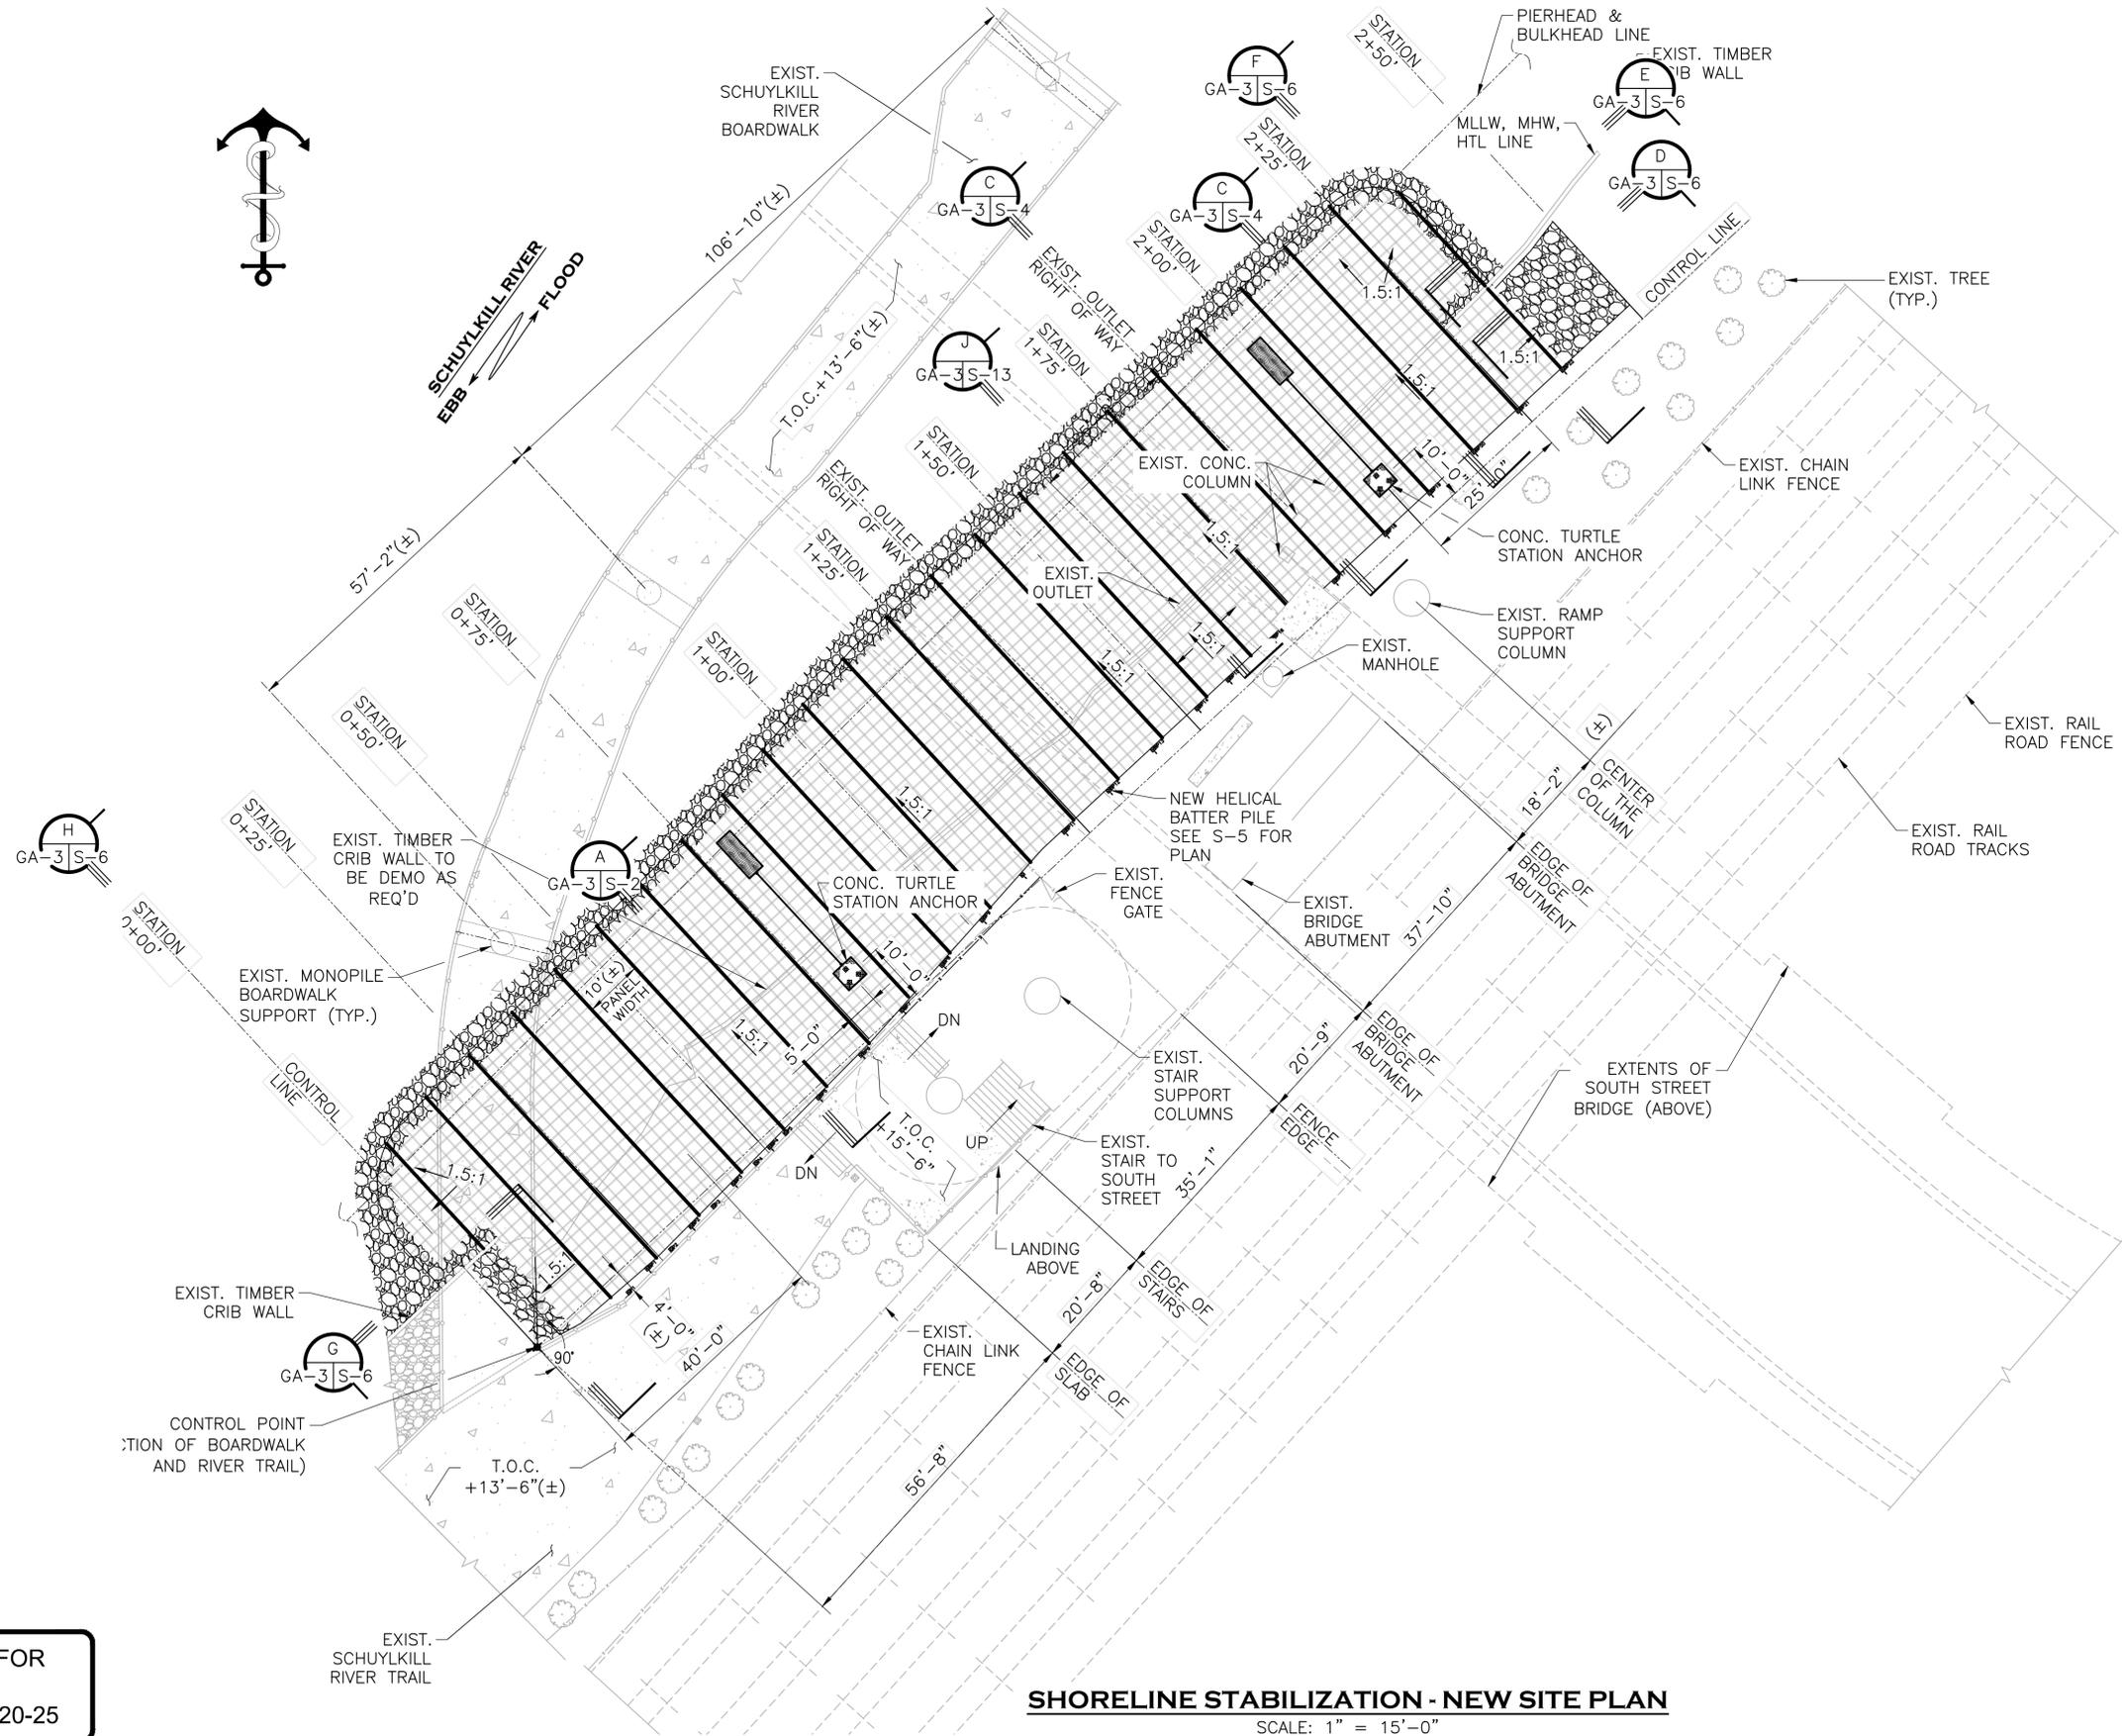 PIERHEAD &
BULKHEAD LINE
STATION
2+50'
F
GA-3 S-6
EXIST. TIMBER
IB WALL
E
GA-3 S-6
EXIST.
SCHUYLKILL
RIVER
BOARDWALK
MLLW, MHW,
HTL LINE
STATION
2+25'
D
GA-3 S-6
C
GA-3 S-4
C
GA-3 S-4
106'-10"(±)
STATION
2+00'
CONTROL LINE
SCHUYLKILL RIVER
EBB
FLOOD
EXIST. OUTLET
RIGHT OF WAY
1.5:1
EXIST. TREE
(TYP.)
T.O.C.+13'-6"(±)
J
GA-3 S-13
STATION
1+75'
1.5:1
1.5:1
STATION
1+50'
EXIST. CONC.
COLUMN
10'-0"
25'
0"
EXIST. CHAIN
LINK FENCE
EXIST. OUTLET
RIGHT OF WAY
57'-2"(±)
STATION
1+25'
1.5:1
CONC. TURTLE
STATION ANCHOR
EXIST.
OUTLET
STATION
0+75'
STATION
1+00'
1.5:1
1.5:1
EXIST.
MANHOLE
EXIST. RAMP
SUPPORT
COLUMN
STATION
0+50'
(±)
EXIST. RAIL
ROAD FENCE
CENTER
OF THE
COLUMN
18'-2"
STATION
0+25'
1.5:1
NEW HELICAL
BATTER PILE
SEE S-5 FOR
PLAN
EXIST. RAIL
ROAD TRACKS
H
GA-3 S-6
EXIST. TIMBER
CRIB WALL TO
BE DEMO AS
REQ'D
A
GA-3 S-2
CONC. TURTLE
STATION ANCHOR
EXIST.
FENCE
GATE
EDGE OF
BRIDGE
ABUTMENT
STATION
0+00'
EXIST.
BRIDGE
ABUTMENT
37'-10"
EXIST. MONOPILE
BOARDWALK
SUPPORT (TYP.)
10'(±)
PANEL
WIDTH
10'-0"
1.5:1
5'-0"
DN
EDGE OF
BRIDGE
ABUTMENT
20'-9"
EXIST.
STAIR
SUPPORT
COLUMNS
EXTENTS OF
SOUTH STREET
BRIDGE (ABOVE)
CONTROL
LINE
T.O.C.
+15'-6"
UP
DN
FENCE
EDGE
EXIST.
STAIR TO
SOUTH
STREET
35'-1"
1.5:1
LANDING
ABOVE
EXIST. TIMBER
CRIB WALL
1.5:1
4'-0"
(±)
40'-0"
EDGE OF
STAIRS
20'-8"
EXIST.
CHAIN LINK
FENCE
G
GA-3 S-6
90°
EDGE OF
SLAB
CONTROL POINT
CTION OF BOARDWALK
AND RIVER TRAIL)
T.O.C.
+13'-6"(±)
56'-8"
EXIST.
SCHUYLKILL
RIVER TRAIL
FOR
20-25
SHORELINE STABILIZATION - NEW SITE PLAN
SCALE: 1" = 15'-0"